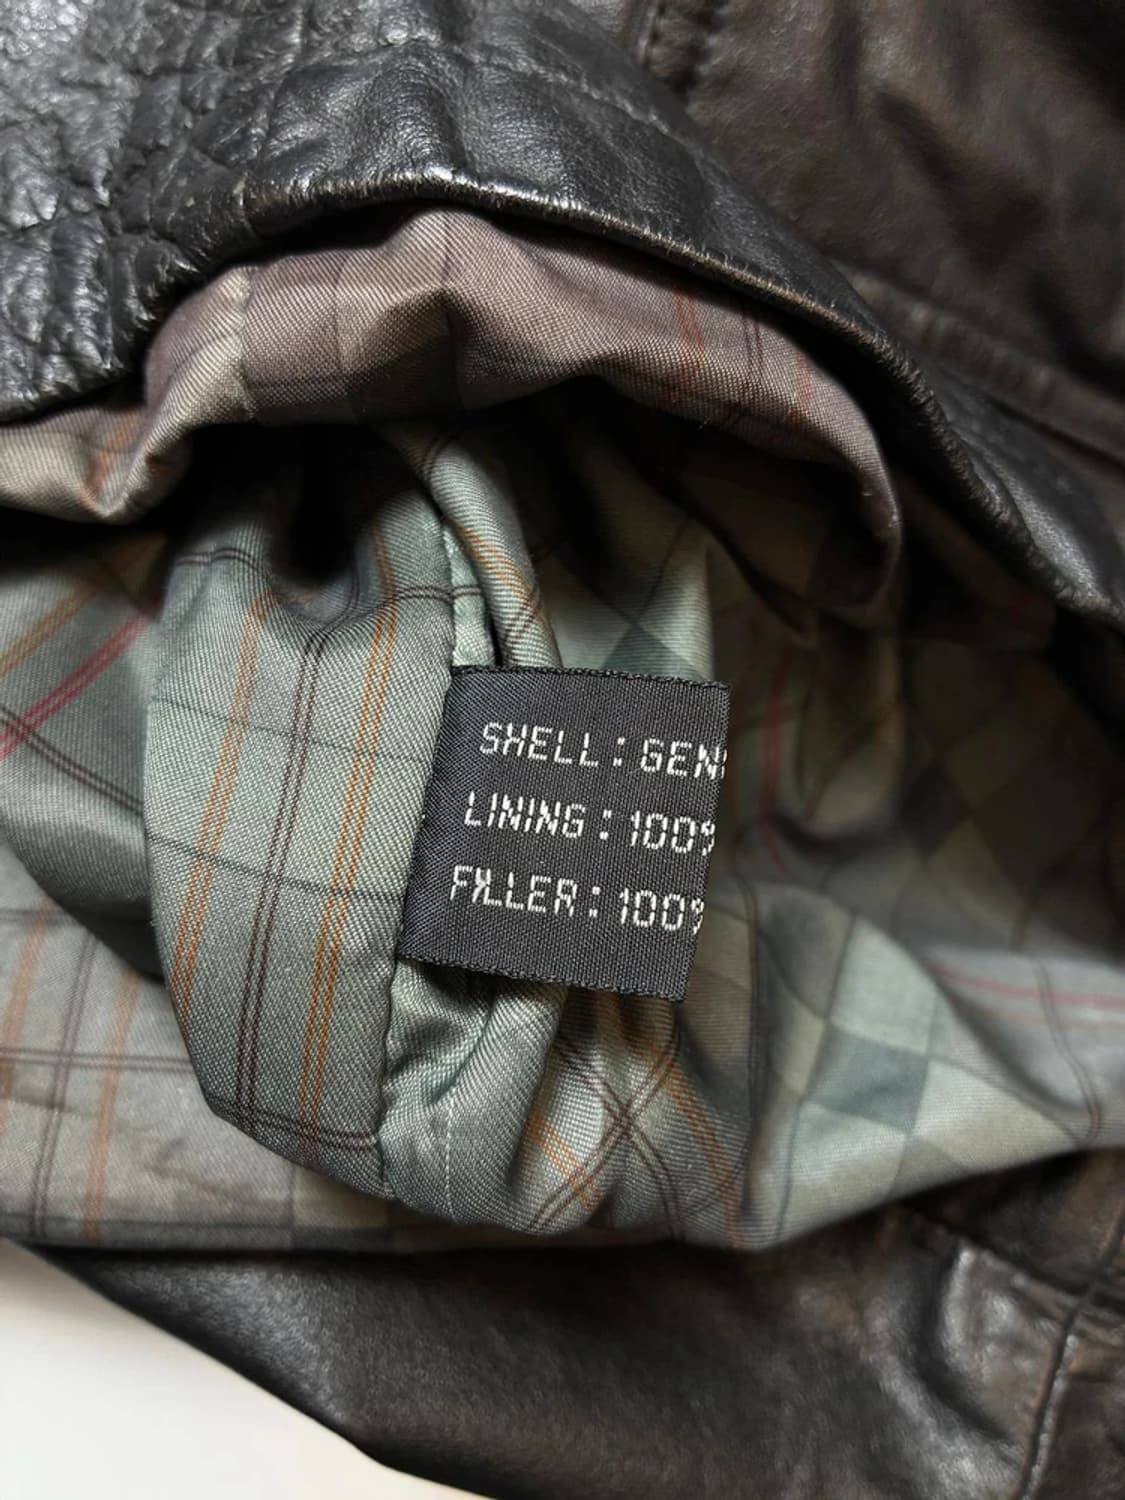 SHELL: GEN
LINING: 100%
FILLER: 100%